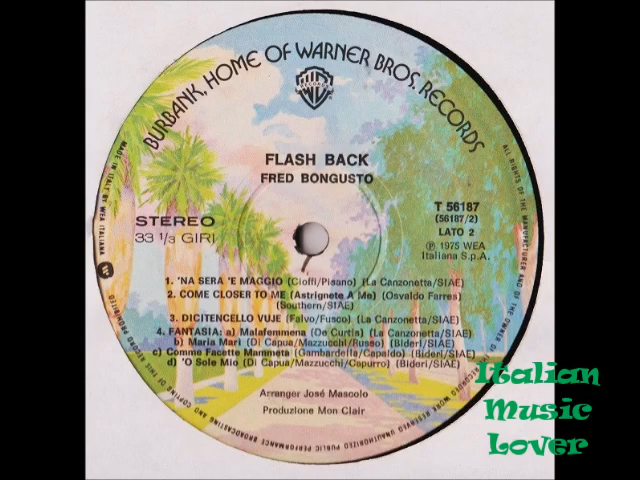 BURBANK, HOME OF WARNER BROS. RECORDS
FLASH BACK
FRED BONGUSTO
STEREO
33 1/3 GIRI
T 56187
(56187/2)
LATO 2
℗ 1975 WEA
Italiana S.p.A.
1. 'NA SERA 'E MAGGIO (Cioffi/Pisano) (La Canzonetta/SIAE)
2. COME CLOSER TO ME (Astrignete A Me) (Osvaldo Farres)
(Southern/SIAE)
3. DICITENCELLO VUJE (Falvo/Fusco) (La Canzonetta/SIAE)
4. FANTASIA: a) Malafemmena (De Curtis) (La Canzonetta/SIAE)
b) Maria Marì (Di Capua/Mazzucchi/Russo) (Bideri/SIAE)
c) Comme Facette Mammeta (Gambardella/Capaldo) (Bideri/SIAE)
d) 'O Sole Mio (Di Capua/Mazzucchi/Capurro) (Bideri/SIAE)
Arranger José Mascolo
Produzione Mon Clair
MADE IN ITALY BY WEA ITALIANA
ALL RIGHTS OF THE MANUFACTURER AND OF THE OWNER OF
RECORDED WORK RESERVED UNAUTHORIZED PUBLIC PERFORMANCE BROADCASTING AND COPYING OF THIS RECORD PROHIBITED
Italian
Music
Lover